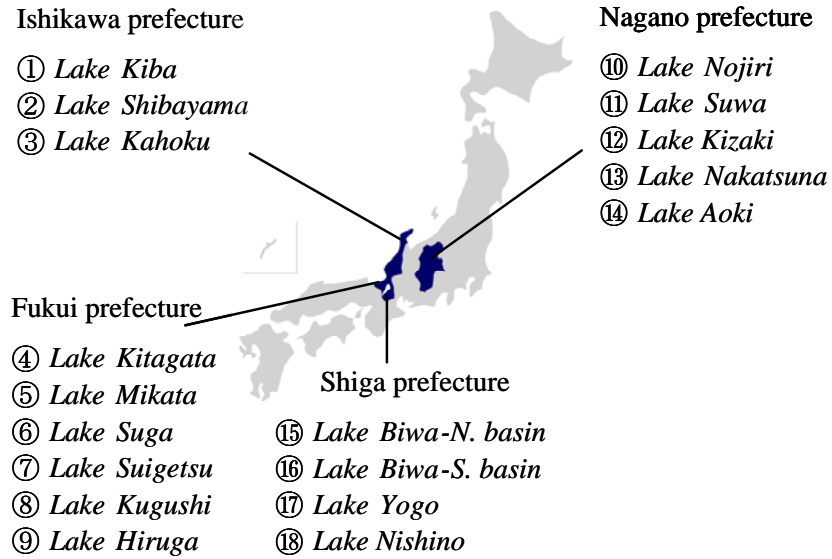 Ishikawa prefecture
① Lake Kiba
② Lake Shibayama
③ Lake Kahoku
Nagano prefecture
⑩ Lake Nojiri
⑪ Lake Suwa
⑫ Lake Kizaki
⑬ Lake Nakatsuna
⑭ Lake Aoki
Fukui prefecture
④ Lake Kitagata
⑤ Lake Mikata
⑥ Lake Suga
⑦ Lake Suigetsu
⑧ Lake Kugushi
⑨ Lake Hiruga
Shiga prefecture
⑮ Lake Biwa-N. basin
⑯ Lake Biwa-S. basin
⑰ Lake Yogo
⑱ Lake Nishino